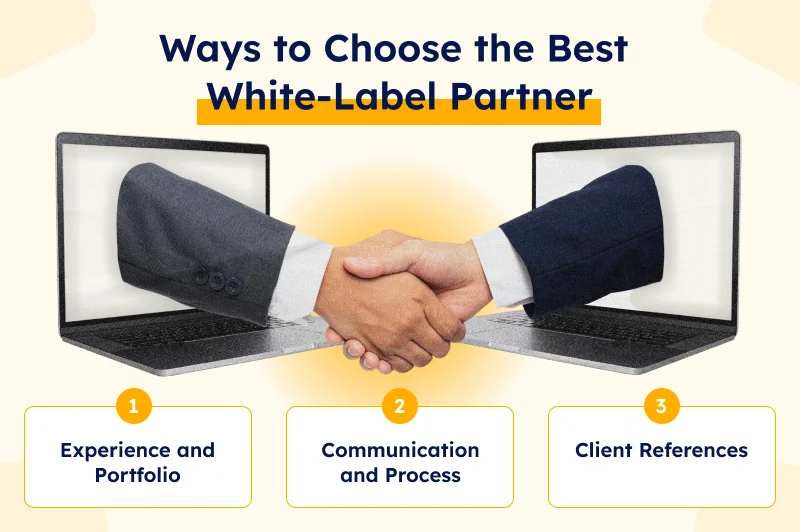 Ways to Choose the Best
White-Label Partner
1
Experience and
Portfolio
2
Communication
and Process
3
Client References